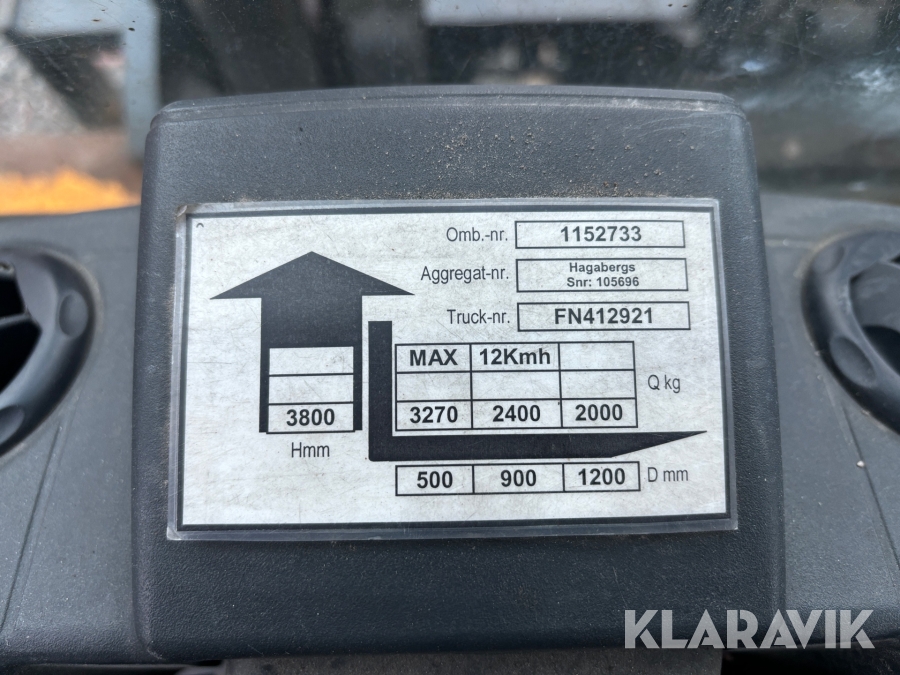 Omb.-nr. 1152733
Aggregat-nr. Hagabergs
Snr: 105696
Truck-nr. FN412921
MAX 12Kmh
Q kg
3800 3270 2400 2000
Hmm
500 900 1200 D mm
KLARAVIK